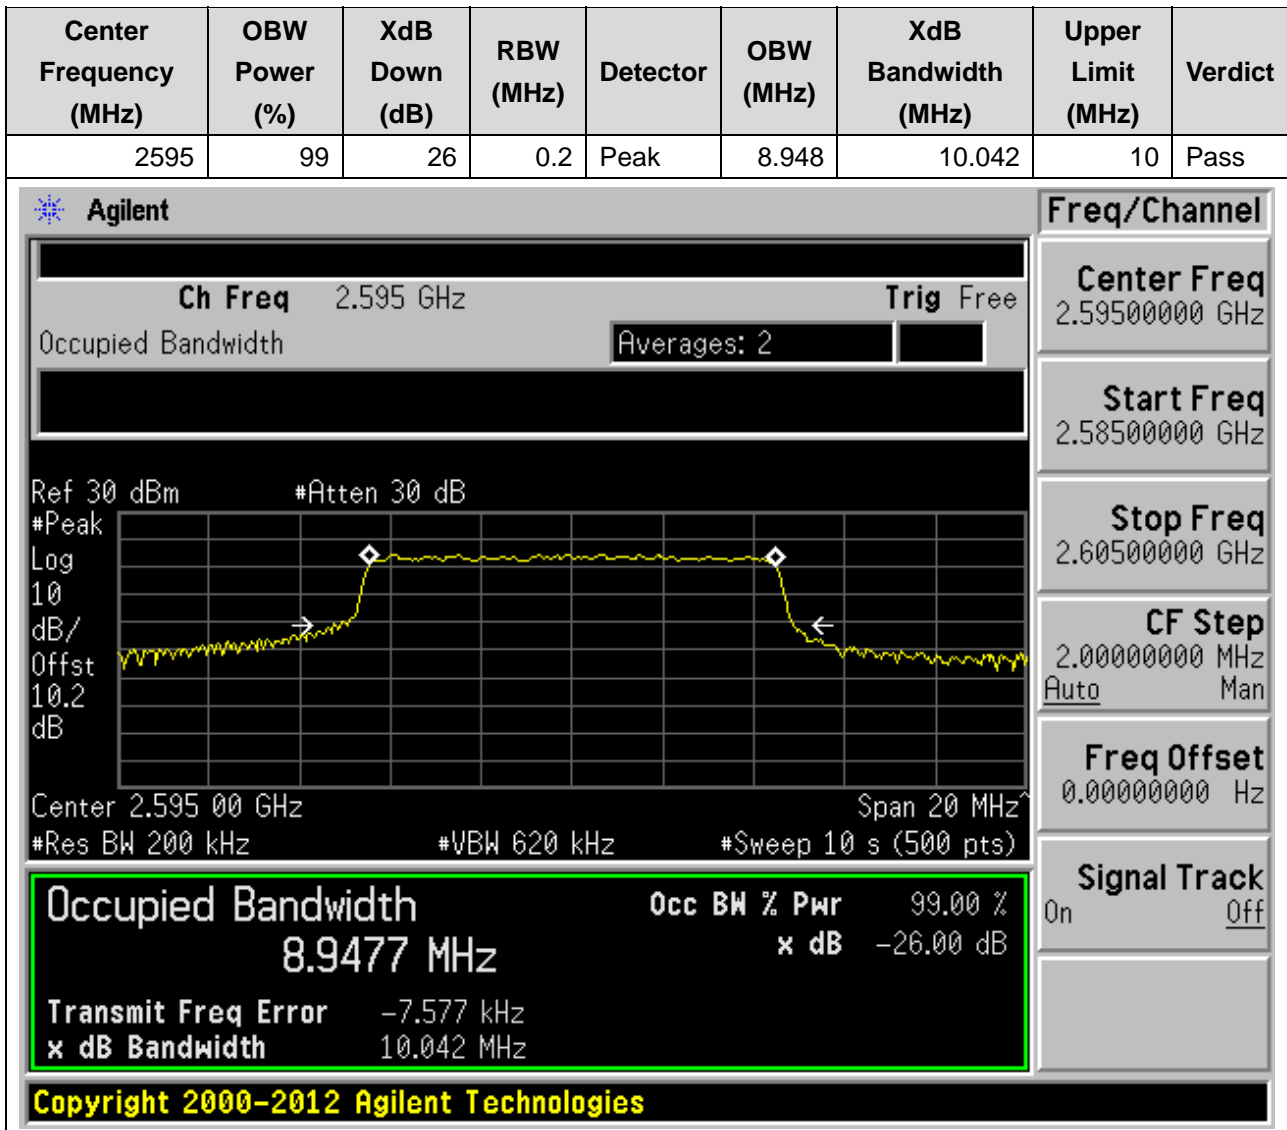 Center Frequency (MHz) OBW Power (%) XdB Down (dB) RBW (MHz) Detector OBW (MHz) XdB Bandwidth (MHz) Upper Limit (MHz) Verdict
2595 99 26 0.2 Peak 8.948 10.042 10 Pass
Agilent
Freq/Channel
Ch Freq 2.595 GHz Trig Free
Occupied Bandwidth Averages: 2
Center Freq
2.59500000 GHz
Start Freq
2.58500000 GHz
Stop Freq
2.60500000 GHz
CF Step
2.00000000 MHz
Auto Man
Freq Offset
0.00000000 Hz
Signal Track
On Off
Ref 30 dBm #Atten 30 dB
#Peak
Log
10
dB/
Offst
10.2
dB
Center 2.595 00 GHz Span 20 MHz^
#Res BW 200 kHz #VBW 620 kHz #Sweep 10 s (500 pts)
Occupied Bandwidth Occ BW % Pwr 99.00 %
8.9477 MHz x dB -26.00 dB
Transmit Freq Error -7.577 kHz
x dB Bandwidth 10.042 MHz
Copyright 2000-2012 Agilent Technologies